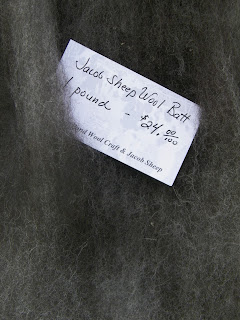 Jacob Sheep Wool Batt
1 pound - $24.00/100
Wool Craft & Jacob Sheep